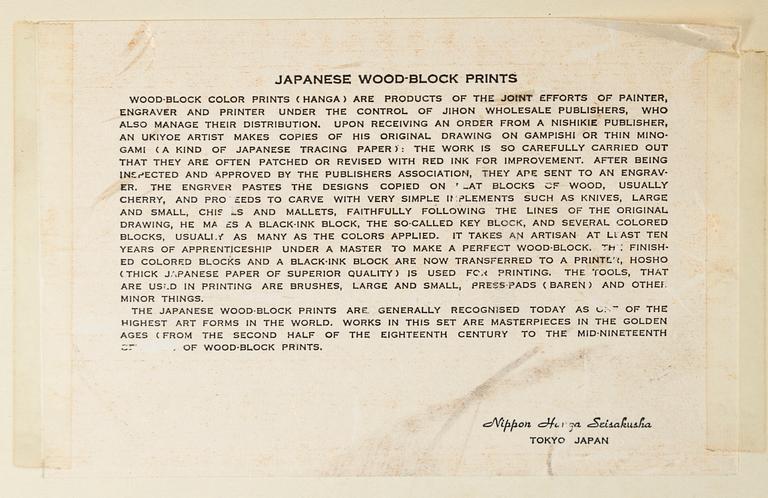 JAPANESE WOOD-BLOCK PRINTS
WOOD-BLOCK COLOR PRINTS (HANGA) ARE PRODUCTS OF THE JOINT EFFORTS OF PAINTER,
ENGRAVER AND PRINTER UNDER THE CONTROL OF JIHON WHOLESALE PUBLISHERS, WHO
ALSO MANAGE THEIR DISTRIBUTION. UPON RECEIVING AN ORDER FROM A NISHIKIE PUBLISHER,
AN UKIYOE ARTIST MAKES COPIES OF HIS ORIGINAL DRAWING ON GAMPISHI OR THIN MINO-
GAMI (A KIND OF JAPANESE TRACING PAPER): THE WORK IS SO CAREFULLY CARRIED OUT
THAT THEY ARE OFTEN PATCHED OR REVISED WITH RED INK FOR IMPROVEMENT. AFTER BEING
INSPECTED AND APPROVED BY THE PUBLISHERS ASSOCIATION, THEY ARE SENT TO AN ENGRAV-
ER. THE ENGRVER PASTES THE DESIGNS COPIED ON LAT BLOCKS OF WOOD, USUALLY
CHERRY, AND PRO EEDS TO CARVE WITH VERY SIMPLE IMPLEMENTS SUCH AS KNIVES, LARGE
AND SMALL, CHISELS AND MALLETS, FAITHFULLY FOLLOWING THE LINES OF THE ORIGINAL
DRAWING, HE MAKES A BLACK-INK BLOCK, THE SO-CALLED KEY BLOCK, AND SEVERAL COLORED
BLOCKS, USUALLY AS MANY AS THE COLORS APPLIED. IT TAKES AN ARTISAN AT LEAST TEN
YEARS OF APPRENTICESHIP UNDER A MASTER TO MAKE A PERFECT WOOD-BLOCK. THE FINISH-
ED COLORED BLOCKS AND A BLACK-INK BLOCK ARE NOW TRANSFERRED TO A PRINTER, HOSHO
(THICK JAPANESE PAPER OF SUPERIOR QUALITY) IS USED FOR PRINTING. THE TOOLS, THAT
ARE USED IN PRINTING ARE BRUSHES, LARGE AND SMALL, PRESS-PADS (BAREN) AND OTHER
MINOR THINGS.
THE JAPANESE WOOD-BLOCK PRINTS ARE GENERALLY RECOGNISED TODAY AS ONE OF THE
HIGHEST ART FORMS IN THE WORLD. WORKS IN THIS SET ARE MASTERPIECES IN THE GOLDEN
AGES (FROM THE SECOND HALF OF THE EIGHTEENTH CENTURY TO THE MID-NINETEENTH
OF WOOD-BLOCK PRINTS.
Nippon Hanga Seisakusha
TOKYO JAPAN